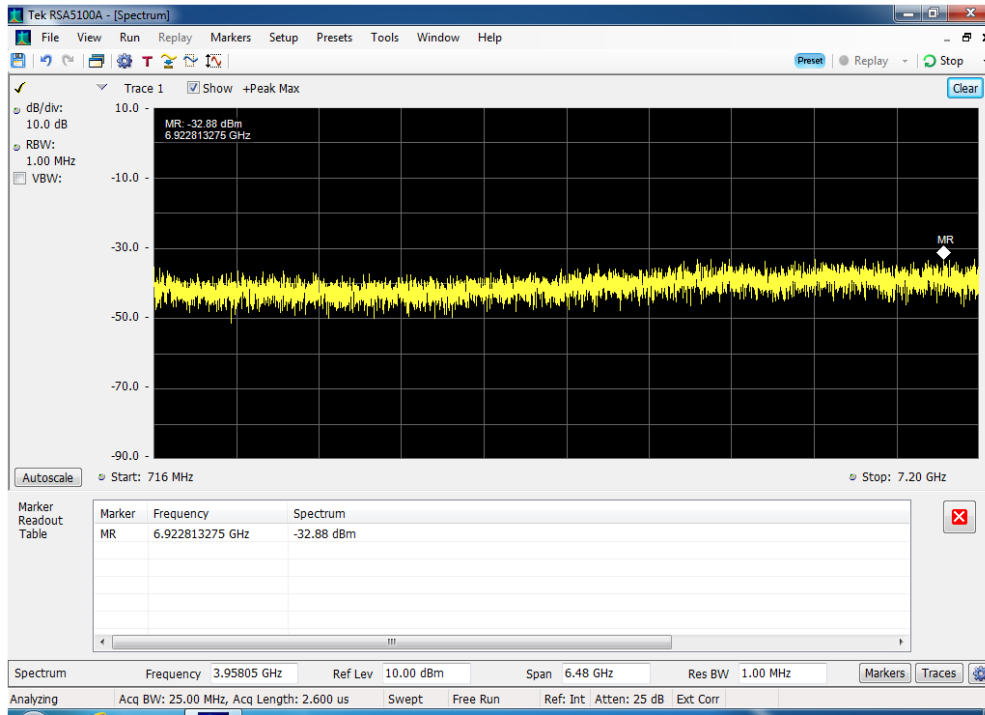 Tek RSA5100A - [Spectrum]
File View Run Replay Markers Setup Presets Tools Window Help
T Preset Replay Stop
Trace 1 Show +Peak Max Clear
dB/div:
10.0 dB
RBW:
1.00 MHz
VBW:
10.0 -
-10.0 -
-30.0 -
-50.0 -
-70.0 -
-90.0 -
MR: -32.88 dBm
6.922813275 GHz
MR
Autoscale Start: 716 MHz Stop: 7.20 GHz
Marker
Readout
Table
Marker Frequency Spectrum
MR 6.922813275 GHz -32.88 dBm
Spectrum Frequency 3.95805 GHz Ref Lev 10.00 dBm Span 6.48 GHz Res BW 1.00 MHz Markers Traces
Analyzing Acq BW: 25.00 MHz, Acq Length: 2.600 us Swept Free Run Ref: Int Atten: 25 dB Ext Corr